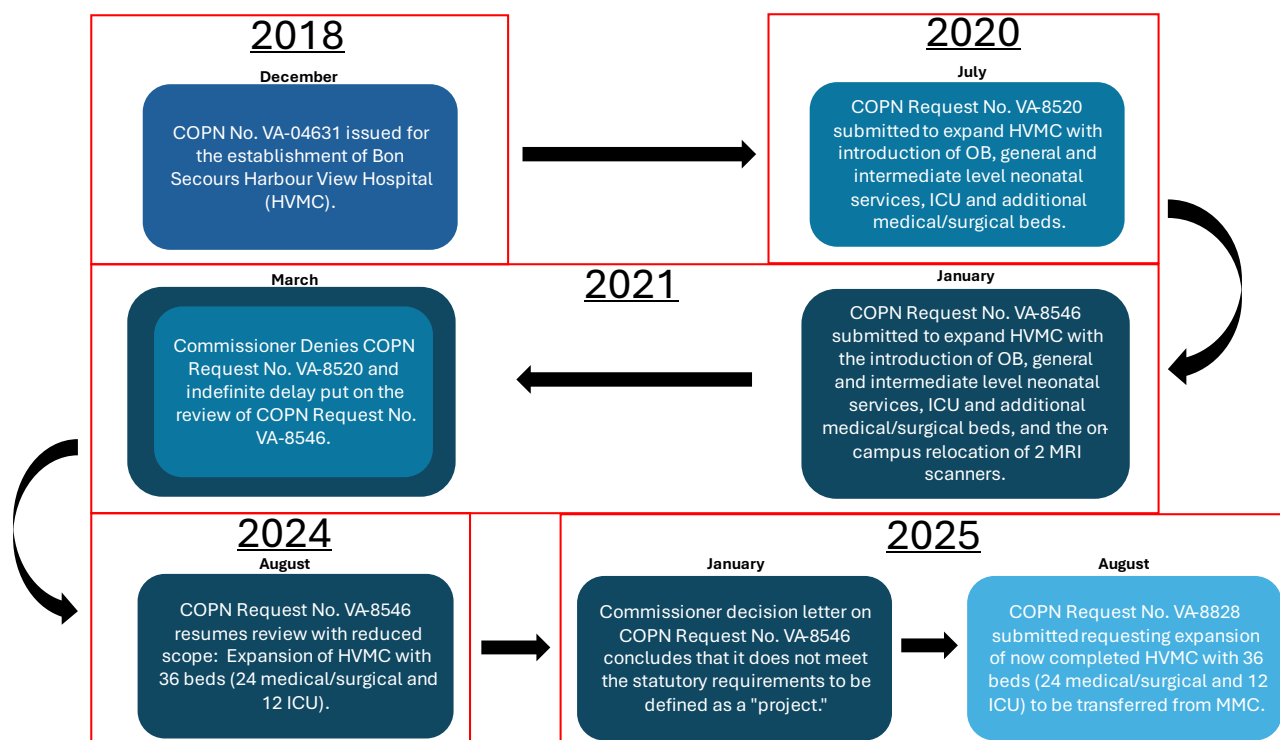 2018
December
COPN No. VA-04631 issued for
the establishment of Bon
Secours Harbour View Hospital
(HVMC).
2020
July
COPN Request No. VA-8520
submitted to expand HVMC with
introduction of OB, general and
intermediate level neonatal
services, ICU and additional
medical/surgical beds.
2021
January
COPN Request No. VA-8546
submitted to expand HVMC with
the introduction of OB, general
and intermediate level neonatal
services, ICU and additional
medical/surgical beds, and the on-
campus relocation of 2 MRI
scanners.
March
Commissioner Denies COPN
Request No. VA-8520 and
indefinite delay put on the
review of COPN Request No.
VA-8546.
2024
August
COPN Request No. VA-8546
resumes review with reduced
scope: Expansion of HVMC with
36 beds (24 medical/surgical and
12 ICU).
2025
January
Commissioner decision letter on
COPN Request No. VA-8546
concludes that it does not meet
the statutory requirements to be
defined as a "project."
August
COPN Request No. VA-8828
submitted requesting expansion
of now completed HVMC with 36
beds (24 medical/surgical and 12
ICU) to be transferred from MMC.